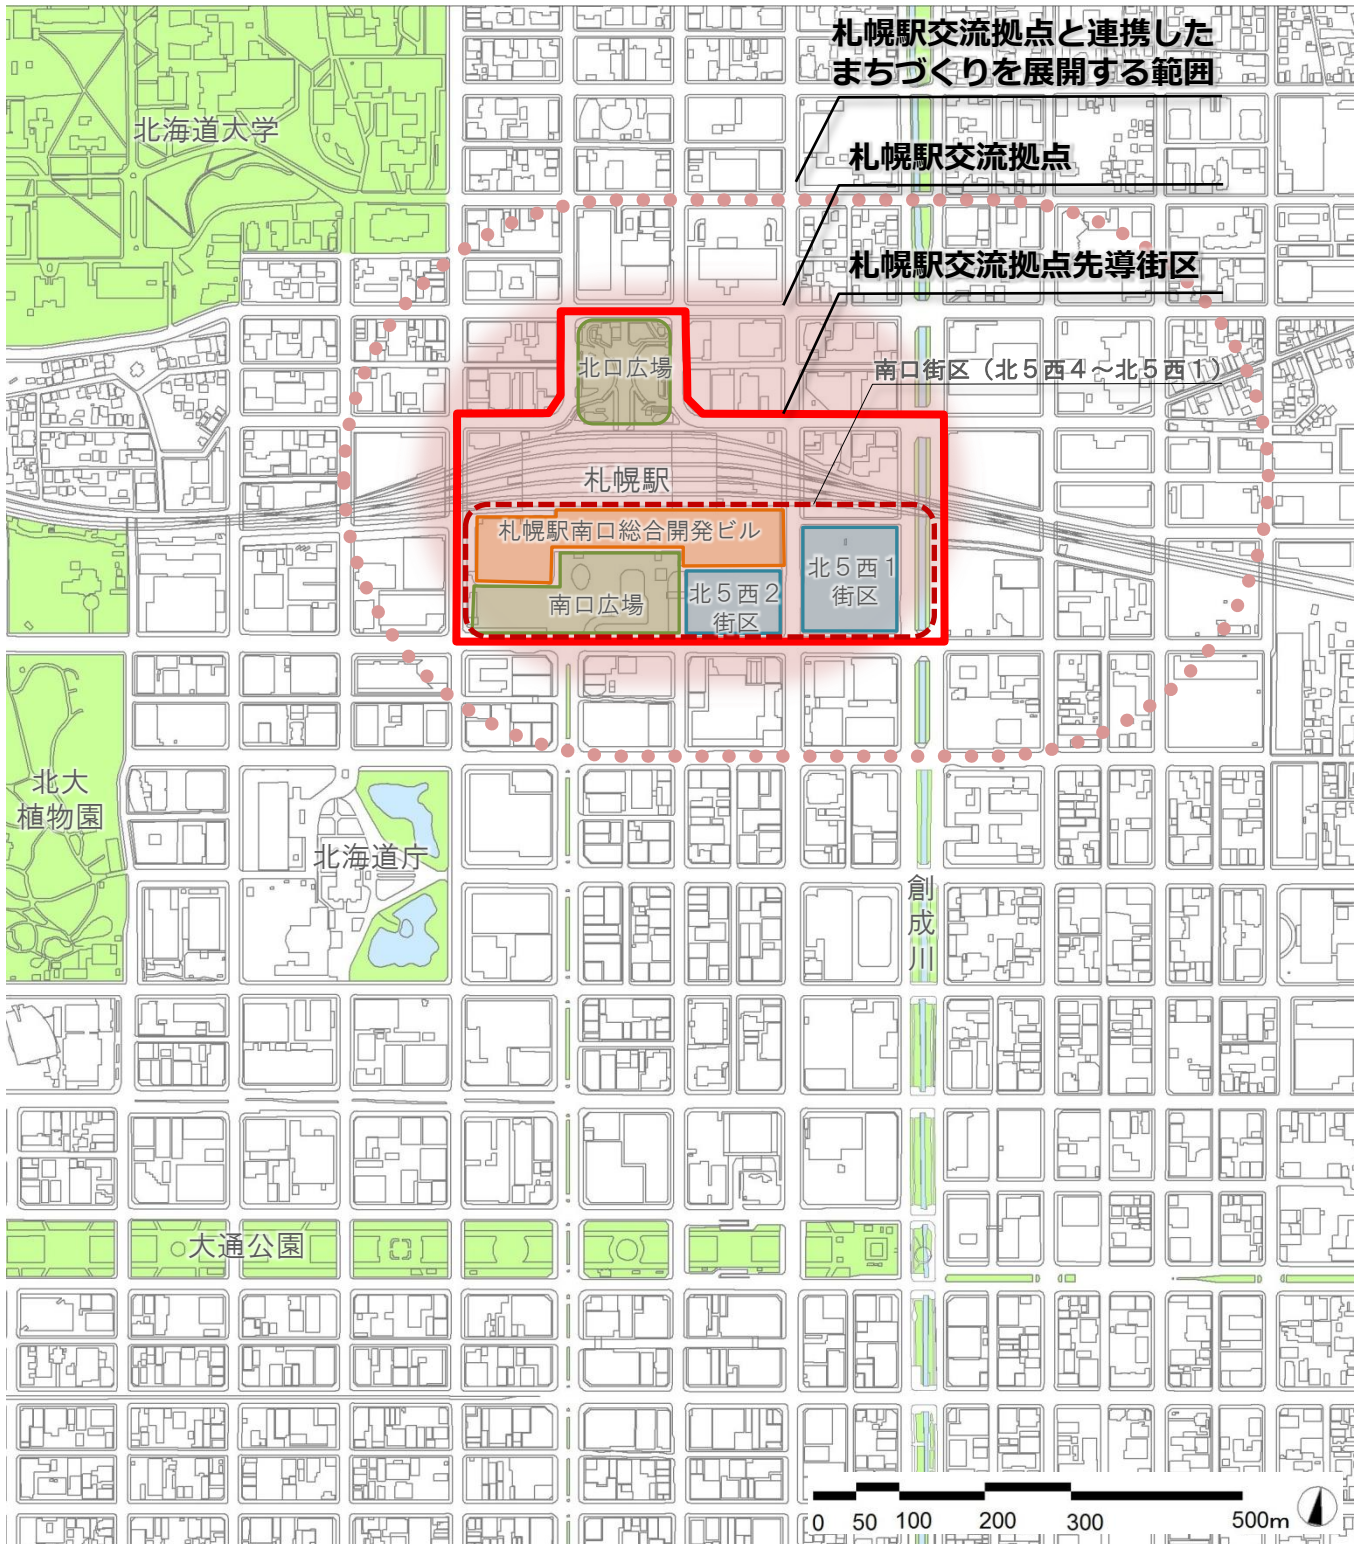 札幌駅交流拠点と連携した
まちづくりを展開する範囲
北海道大学
札幌駅交流拠点
札幌駅交流拠点先導街区
北口広場
南口街区（北５西４～北５西１）
札幌駅
札幌駅南口総合開発ビル
北５西１
街区
南口広場
北５西２
街区
北大
植物園
北海道庁
創
成
川
大通公園
0 50 100 200 300 500m